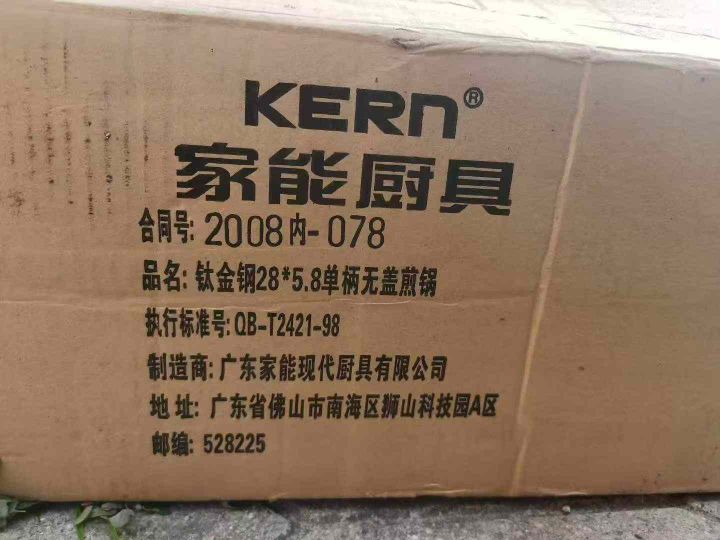 KERN®
家能厨具
合同号: 2008内-078
品名: 钛金钢28*5.8单柄无盖煎锅
执行标准号: QB-T2421-98
制造商: 广东家能现代厨具有限公司
地 址: 广东省佛山市南海区狮山科技园A区
邮编: 528225